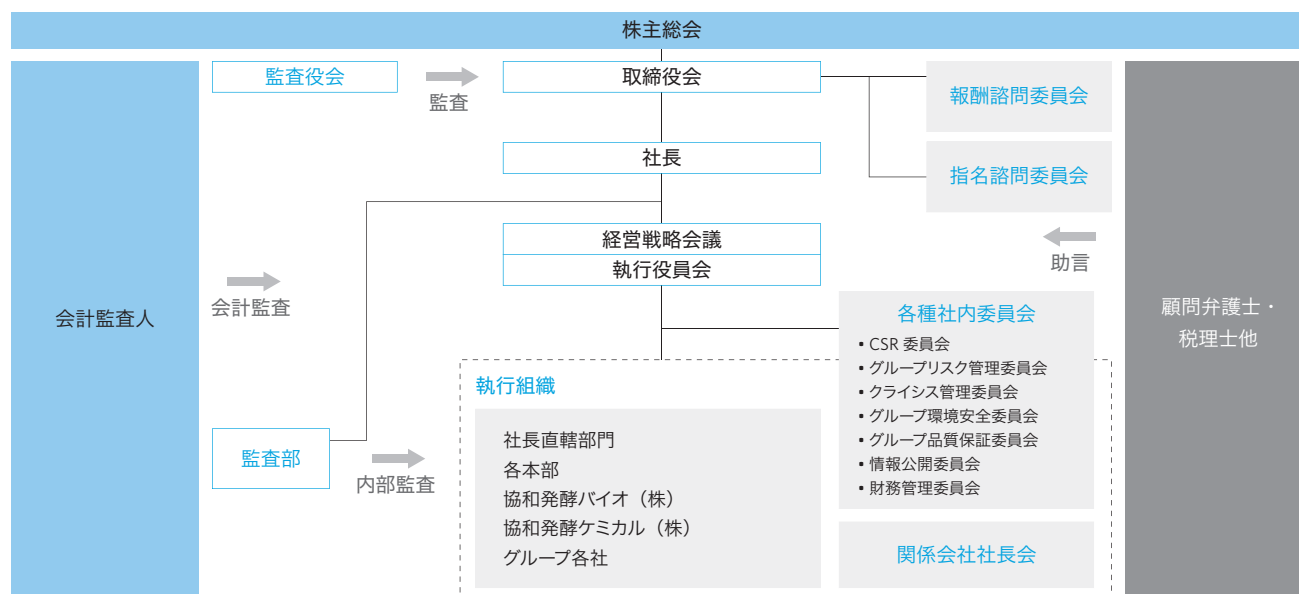 株主総会
監査役会
監査
取締役会
報酬諮問委員会
社長
指名諮問委員会
経営戦略会議
執行役員会
助言
会計監査人
会計監査
顧問弁護士・
税理士他
各種社内委員会
▪ CSR 委員会
▪ グループリスク管理委員会
▪ クライシス管理委員会
▪ グループ環境安全委員会
▪ グループ品質保証委員会
▪ 情報公開委員会
▪ 財務管理委員会
執行組織
監査部
内部監査
社長直轄部門
各本部
協和発酵バイオ（株）
協和発酵ケミカル（株）
グループ各社
関係会社社長会